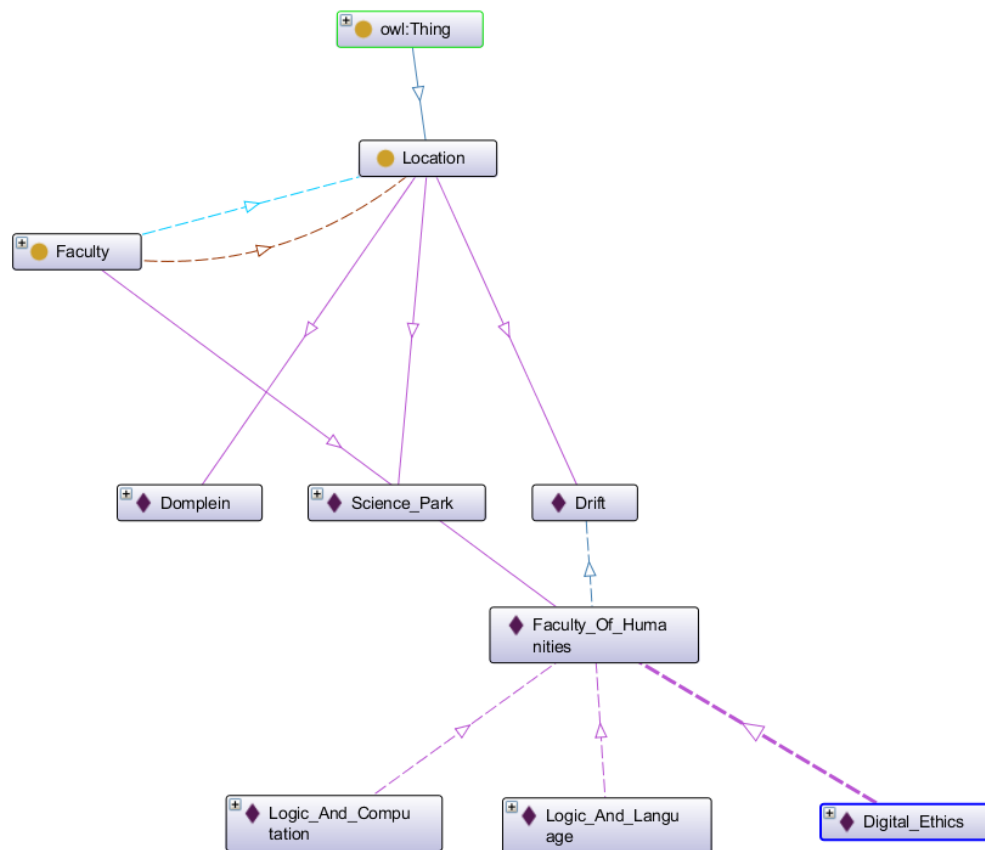 owl:Thing
Location
Faculty
Domplein
Science_Park
Drift
Faculty_Of_Huma
nities
Logic_And_Compu
tation
Logic_And_Langu
age
Digital_Ethics